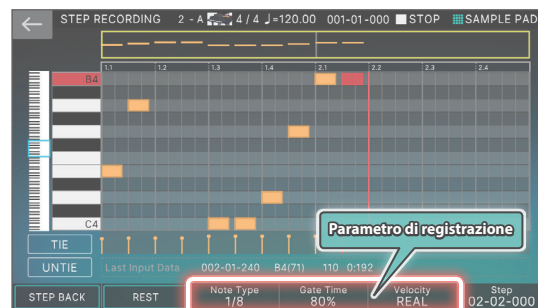 STEP RECORDING 2 - A 4 / 4 ♩=120.00 001-01-000 STOP SAMPLE PAD
1.1 1.2 1.3 1.4 2.1 2.2 2.3 2.4
B4
C4
Parametro di registrazione
TIE
UNTIE Last Input Data 002-01-240 B4(71) 110 0:192
STEP BACK REST Note Type 1/8 Gate Time 80% Velocity REAL Step 02-02-000